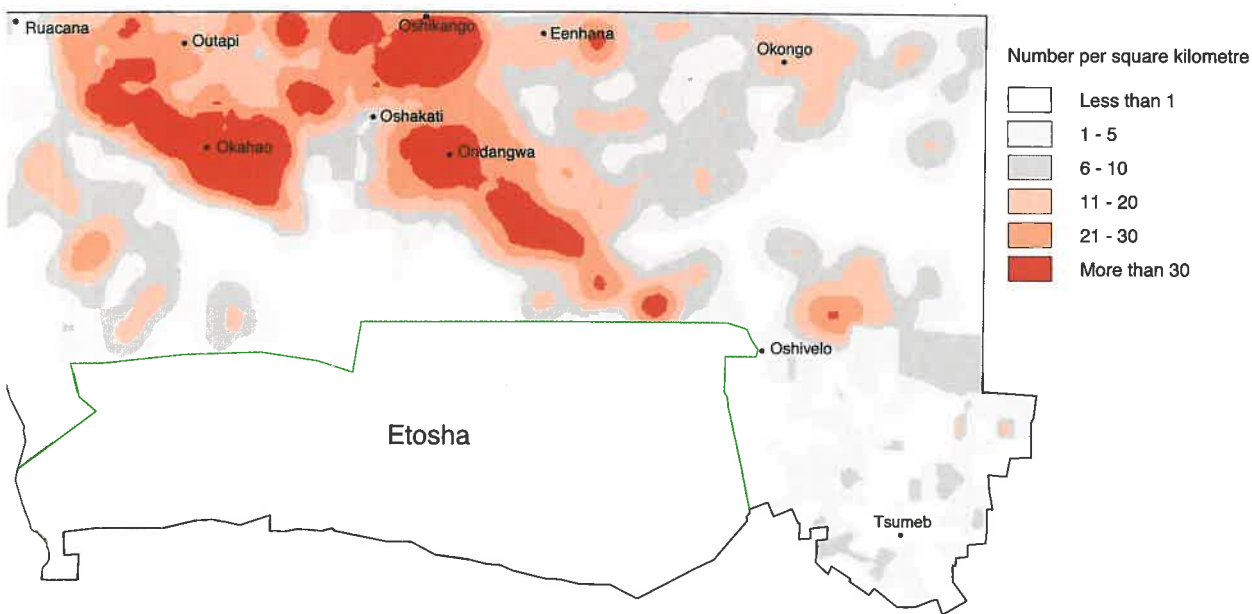 Ruacana
Outapi
Oshikango
Eenhana
Okongo
Oshakati
Okahao
Ondangwa
Oshivelo
Etosha
Tsumeb
Number per square kilometre
Less than 1
1 - 5
6 - 10
11 - 20
21 - 30
More than 30